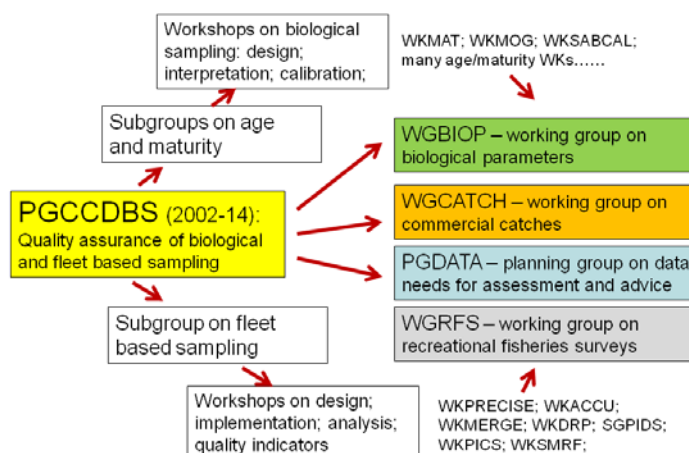 Workshops on biological
sampling: design;
interpretation; calibration;
WKMAT; WKMOG; WKSABCAL;
many age/maturity WKs……
Subgroups on age
and maturity
WGBIOP – working group on
biological parameters
PGCCDBS (2002-14):
Quality assurance of biological
and fleet based sampling
WGCATCH – working group on
commercial catches
PGDATA – planning group on data
needs for assessment and advice
Subgroup on fleet
based sampling
WGRFS – working group on
recreational fisheries surveys
Workshops on design;
implementation; analysis;
quality indicators
WKPRECISE; WKACCU;
WKMERGE; WKDRP; SGPIDS;
WKPICS; WKSMRF;